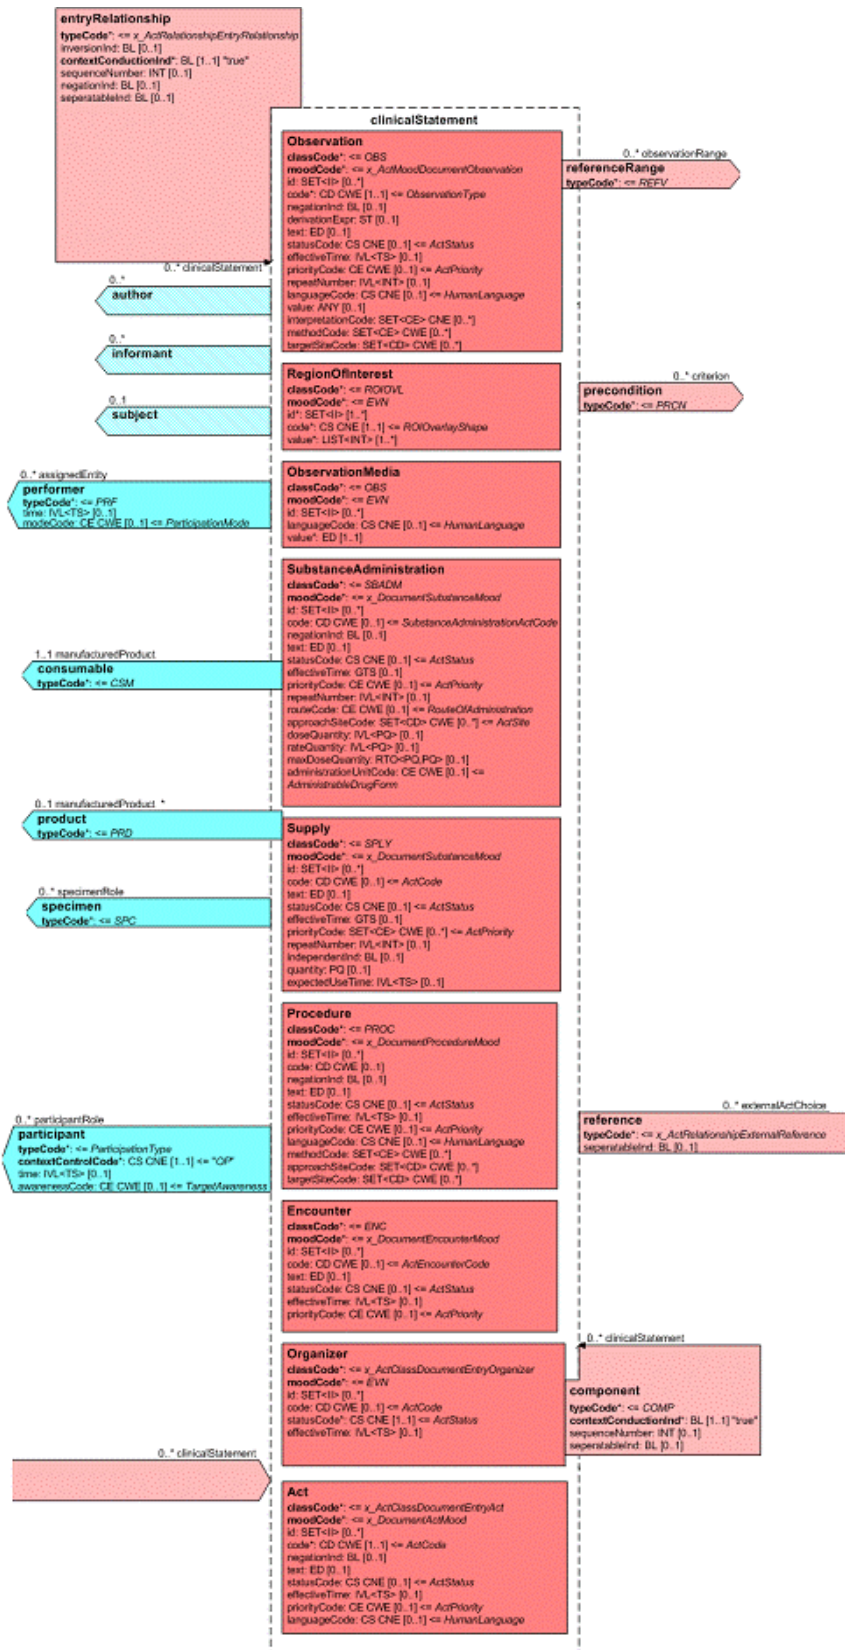 entryRelationship
typeCode*: <= x_ActRelationshipEntryRelationship
inversionInd: BL [0..1]
contextConductionInd*: BL [1..1] "true"
sequenceNumber: INT [0..1]
negationInd: BL [0..1]
seperatableInd: BL [0..1]
0..* clinicalStatement
clinicalStatement
Observation
classCode*: <= OBS
moodCode*: <= x_ActMoodDocumentObservation
id: SET<II> [0..*]
code*: CD CWE [1..1] <= ObservationType
negationInd: BL [0..1]
derivationExpr: ST [0..1]
text: ED [0..1]
statusCode: CS CNE [0..1] <= ActStatus
effectiveTime: IVL<TS> [0..1]
priorityCode: CE CWE [0..1] <= ActPriority
repeatNumber: IVL<INT> [0..1]
languageCode: CS CNE [0..1] <= HumanLanguage
value: ANY [0..1]
interpretationCode: SET<CE> CNE [0..*]
methodCode: SET<CE> CWE [0..*]
targetSiteCode: SET<CD> CWE [0..*]
0..* observationRange
referenceRange
typeCode*: <= REFV
0..*
author
0..*
informant
0..1
subject
RegionOfInterest
classCode*: <= ROIOVL
moodCode*: <= EVN
id*: SET<II> [1..*]
code*: CS CNE [1..1] <= ROIOverlayShape
value*: LIST<INT> [1..*]
0..* criterion
precondition
typeCode*: <= PRCN
0..* assignedEntity
performer
typeCode*: <= PRF
time: IVL<TS> [0..1]
modeCode: CE CWE [0..1] <= ParticipationMode
ObservationMedia
classCode*: <= OBS
moodCode*: <= EVN
id: SET<II> [0..*]
languageCode: CS CNE [0..1] <= HumanLanguage
value*: ED [1..1]
SubstanceAdministration
classCode*: <= SBADM
moodCode*: <= x_DocumentSubstanceMood
id: SET<II> [0..*]
code: CD CWE [0..1] <= SubstanceAdministrationActCode
negationInd: BL [0..1]
text: ED [0..1]
statusCode: CS CNE [0..1] <= ActStatus
effectiveTime: GTS [0..1]
priorityCode: CE CWE [0..1] <= ActPriority
repeatNumber: IVL<INT> [0..1]
routeCode: CE CWE [0..1] <= RouteOfAdministration
approachSiteCode: SET<CD> CWE [0..*] <= ActSite
doseQuantity: IVL<PQ> [0..1]
rateQuantity: IVL<PQ> [0..1]
maxDoseQuantity: RTO<PQ,PQ> [0..1]
administrationUnitCode: CE CWE [0..1] <=
AdministrableDrugForm
1..1 manufacturedProduct
consumable
typeCode*: <= CSM
0..1 manufacturedProduct *
product
typeCode*: <= PRD
Supply
classCode*: <= SPLY
moodCode*: <= x_DocumentSubstanceMood
id: SET<II> [0..*]
code: CD CWE [0..1] <= ActCode
text: ED [0..1]
statusCode: CS CNE [0..1] <= ActStatus
effectiveTime: GTS [0..1]
priorityCode: SET<CE> CWE [0..*] <= ActPriority
repeatNumber: IVL<INT> [0..1]
independentInd: BL [0..1]
quantity: PQ [0..1]
expectedUseTime: IVL<TS> [0..1]
0..* specimenRole
specimen
typeCode*: <= SPC
Procedure
classCode*: <= PROC
moodCode*: <= x_DocumentProcedureMood
id: SET<II> [0..*]
code: CD CWE [0..1]
negationInd: BL [0..1]
text: ED [0..1]
statusCode: CS CNE [0..1] <= ActStatus
effectiveTime: IVL<TS> [0..1]
priorityCode: CE CWE [0..1] <= ActPriority
languageCode: CS CNE [0..1] <= HumanLanguage
methodCode: SET<CE> CWE [0..*]
approachSiteCode: SET<CD> CWE [0..*]
targetSiteCode: SET<CD> CWE [0..*]
0..* participantRole
participant
typeCode*: <= ParticipationType
contextControlCode*: CS CNE [1..1] <= "OP"
time: IVL<TS> [0..1]
awarenessCode: CE CWE [0..1] <= TargetAwareness
0..* externalActChoice
reference
typeCode*: <= x_ActRelationshipExternalReference
seperatableInd: BL [0..1]
Encounter
classCode*: <= ENC
moodCode*: <= x_DocumentEncounterMood
id: SET<II> [0..*]
code: CD CWE [0..1] <= ActEncounterCode
text: ED [0..1]
statusCode: CS CNE [0..1] <= ActStatus
effectiveTime: IVL<TS> [0..1]
priorityCode: CE CWE [0..1] <= ActPriority
Organizer
classCode*: <= x_ActClassDocumentEntryOrganizer
moodCode*: <= EVN
id: SET<II> [0..*]
code: CD CWE [0..1] <= ActCode
statusCode*: CS CNE [1..1] <= ActStatus
effectiveTime: IVL<TS> [0..1]
0..* clinicalStatement
component
typeCode*: <= COMP
contextConductionInd*: BL [1..1] "true"
sequenceNumber: INT [0..1]
seperatableInd: BL [0..1]
0..* clinicalStatement
Act
classCode*: <= x_ActClassDocumentEntryAct
moodCode*: <= x_DocumentActMood
id: SET<II> [0..*]
code*: CD CWE [1..1] <= ActCode
negationInd: BL [0..1]
text: ED [0..1]
statusCode: CS CNE [0..1] <= ActStatus
effectiveTime: IVL<TS> [0..1]
priorityCode: CE CWE [0..1] <= ActPriority
languageCode: CS CNE [0..1] <= HumanLanguage